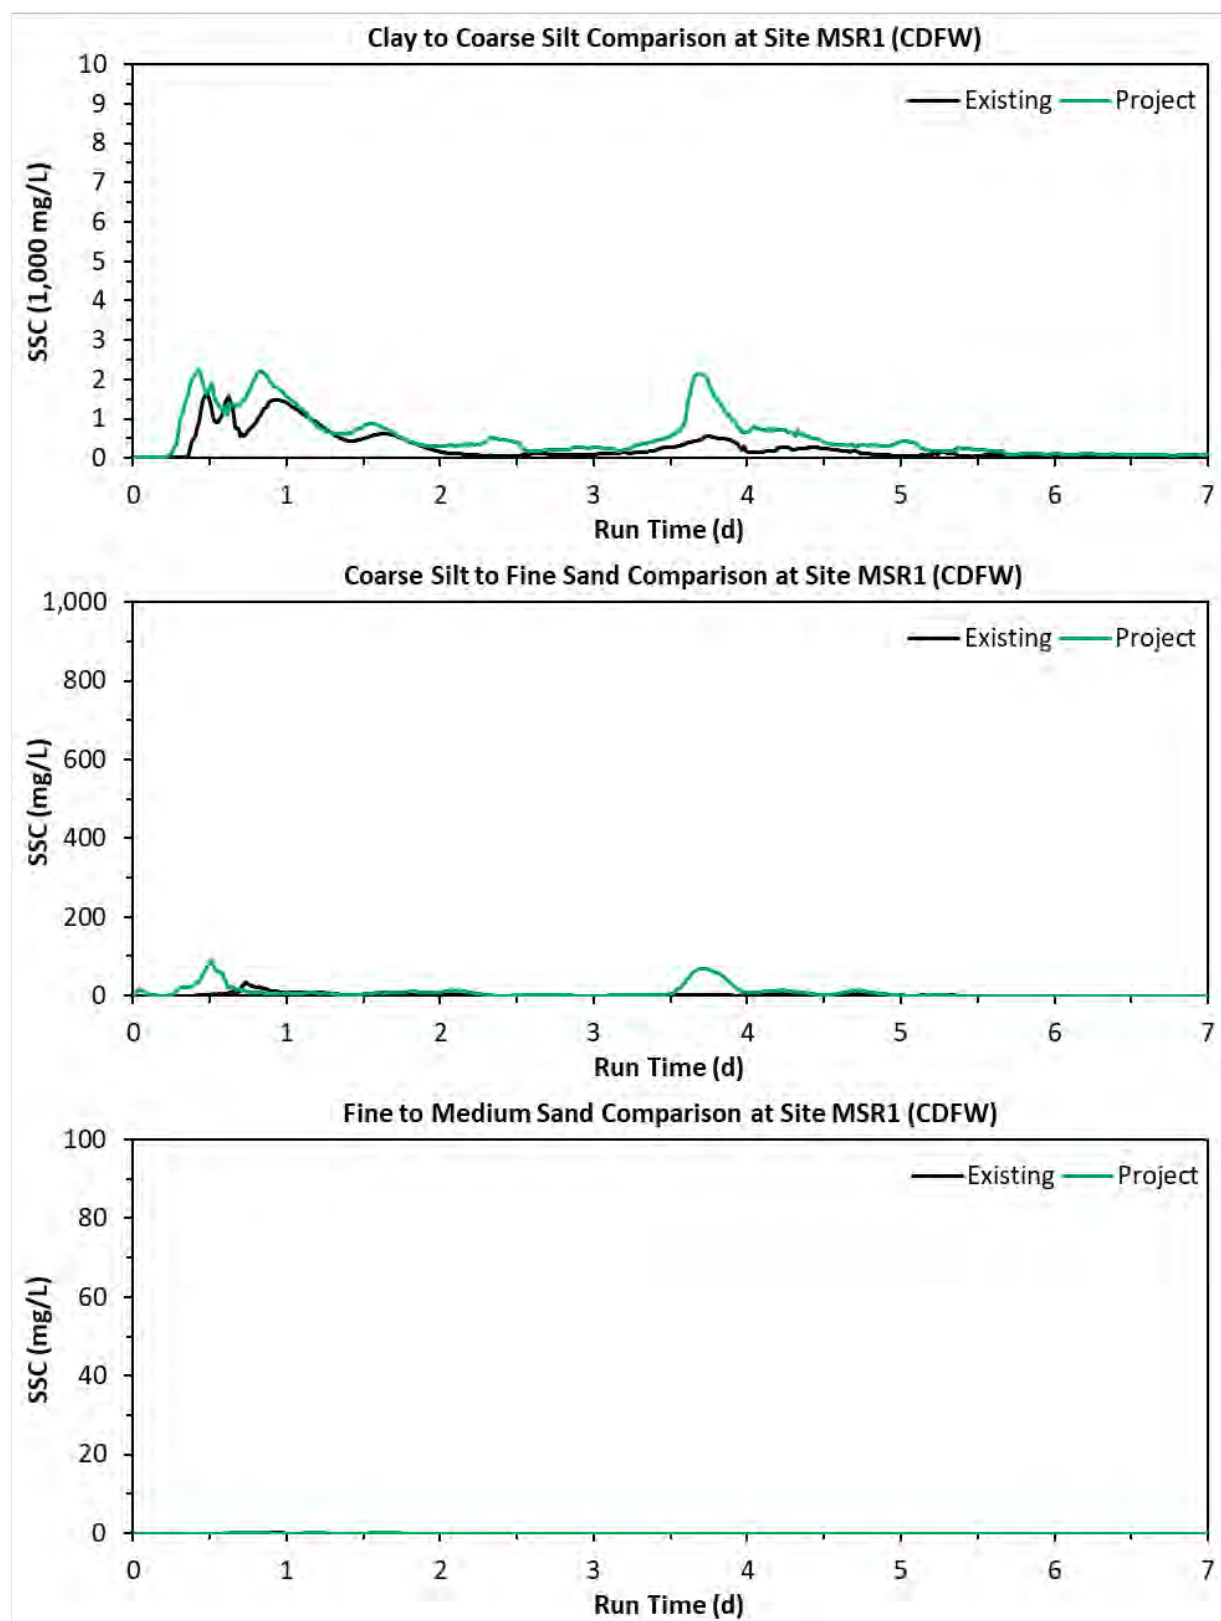 Clay to Coarse Silt Comparison at Site MSR1 (CDFW)
Existing Project
SSC (1,000 mg/L)
10
9
8
7
6
5
4
3
2
1
0
0 1 2 3 4 5 6 7
Run Time (d)
Coarse Silt to Fine Sand Comparison at Site MSR1 (CDFW)
Existing Project
SSC (mg/L)
1,000
800
600
400
200
0
0 1 2 3 4 5 6 7
Run Time (d)
Fine to Medium Sand Comparison at Site MSR1 (CDFW)
Existing Project
SSC (mg/L)
100
80
60
40
20
0
0 1 2 3 4 5 6 7
Run Time (d)